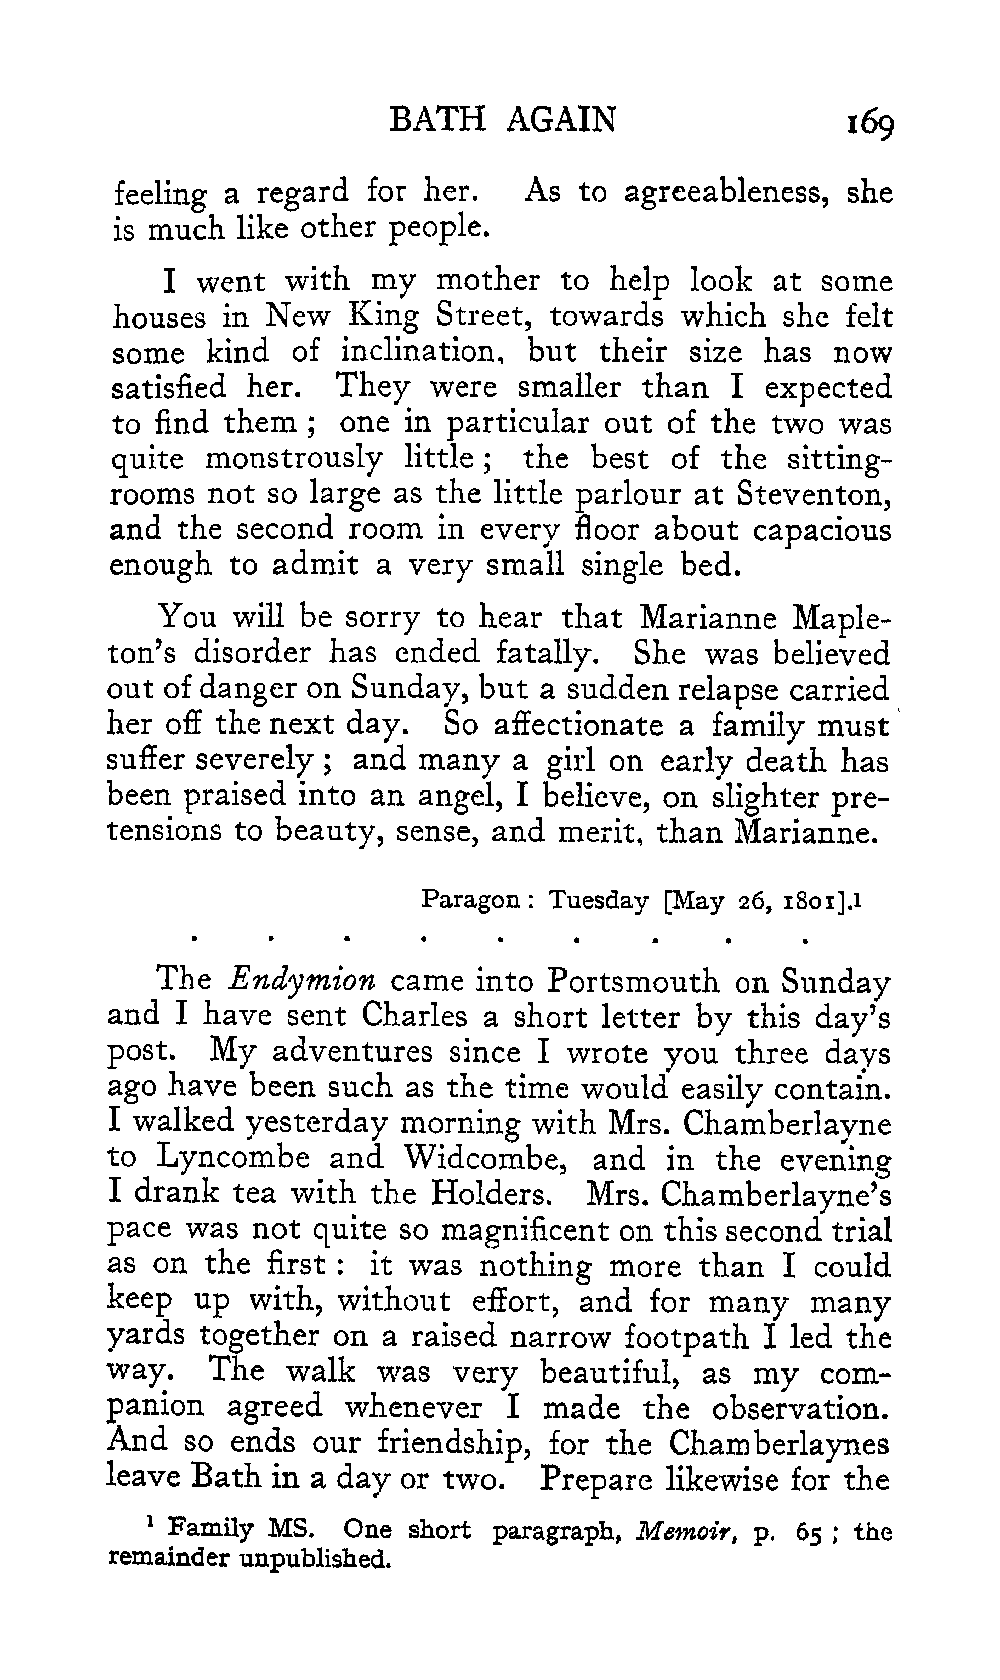 BATH AGAIN 169
feeling a regard for her. As to agreeableness, she
is much like other people.
I went with my mother to help look at some
houses in New King Street, towards which she felt
some kind of inclination, but their size has now
satisfied her. They were smaller than I expected
to find them ; one in particular out of the two was
quite monstrously little ; the best of the sitting-
rooms not so large as the little parlour at Steventon,
and the second room in every floor about capacious
enough to admit a very small single bed.
You will be sorry to hear that Marianne Maple-
ton's disorder has ended fatally. She was believed
out of danger on Sunday, but a sudden relapse carried
her off the next day. So affectionate a family must
suffer severely ; and many a girl on early death has
been praised into an angel, I believe, on slighter pre-
tensions to beauty, sense, and merit, than Marianne.
Paragon : Tuesday [May 26, 1801].1
. . . . . . . . .
The Endymion came into Portsmouth on Sunday
and I have sent Charles a short letter by this day's
post. My adventures since I wrote you three days
ago have been such as the time would easily contain.
I walked yesterday morning with Mrs. Chamberlayne
to Lyncombe and Widcombe, and in the evening
I drank tea with the Holders. Mrs. Chamberlayne's
pace was not quite so magnificent on this second trial
as on the first : it was nothing more than I could
keep up with, without effort, and for many many
yards together on a raised narrow footpath I led the
way. The walk was very beautiful, as my com-
panion agreed whenever I made the observation.
And so ends our friendship, for the Chamberlaynes
leave Bath in a day or two. Prepare likewise for the
1 Family MS. One short paragraph, Memoir, p. 65 ; the
remainder unpublished.